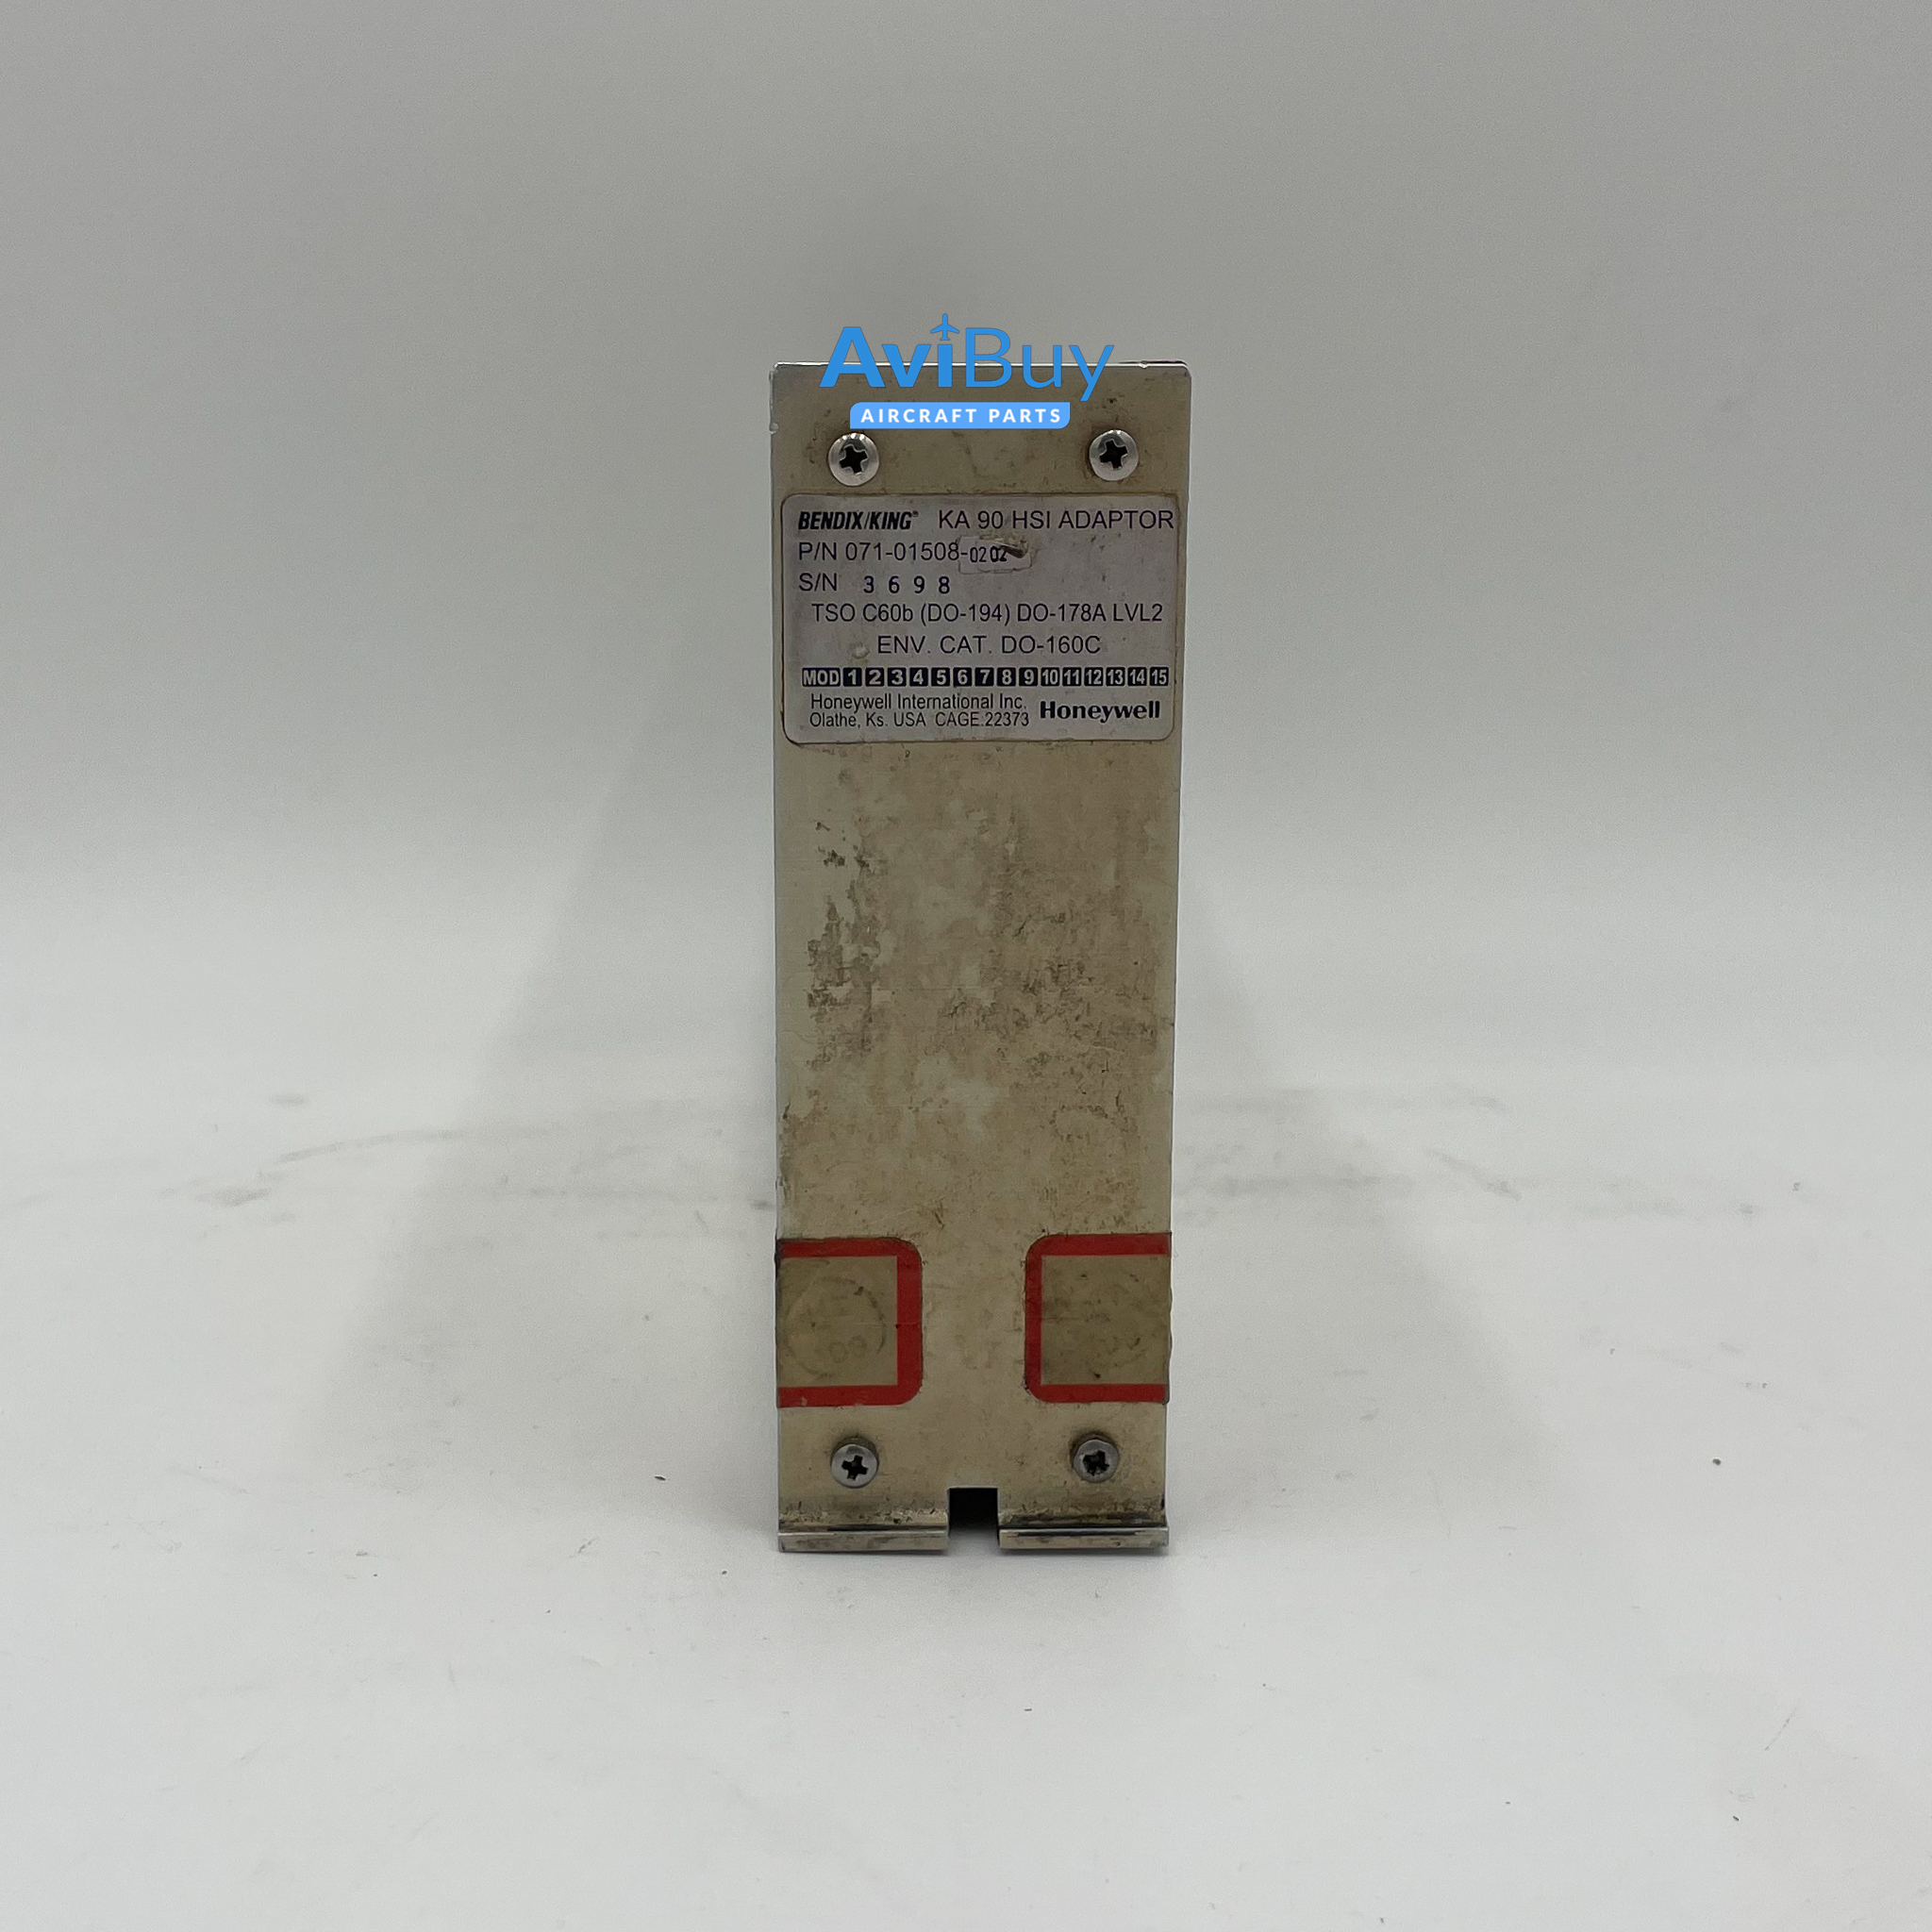 AviBuy
AIRCRAFT PARTS
BENDIX/KING® KA 90 HSI ADAPTOR
P/N 071-01508-0202
S/N 3698
TSO C60b (DO-194) DO-178A LVL2
ENV. CAT. DO-160C
MOD 1 2 3 4 5 6 7 8 9 10 11 12 13 14 15
Honeywell International Inc.
Olathe, Ks. USA CAGE.22373 Honeywell